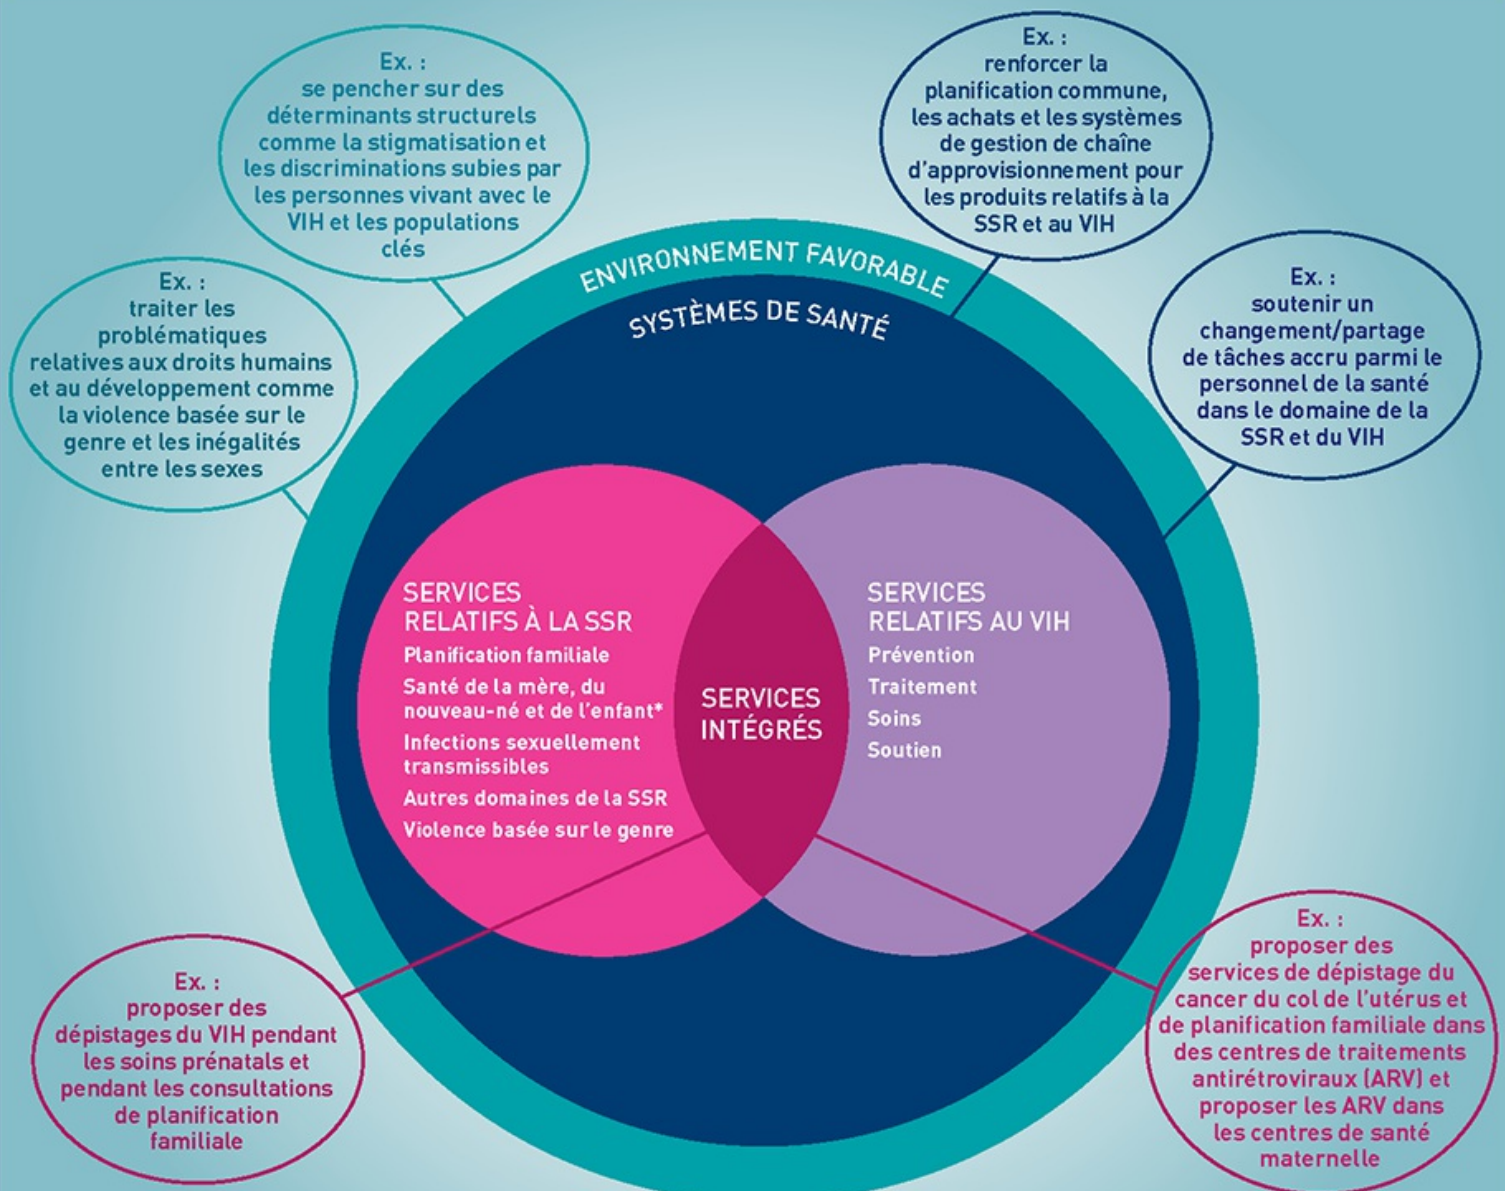 Ex. :
se pencher sur des
déterminants structurels
comme la stigmatisation et
les discriminations subies par
les personnes vivant avec le
VIH et les populations
clés
Ex. :
renforcer la
planification commune,
les achats et les systèmes
de gestion de chaîne
d'approvisionnement pour
les produits relatifs à la
SSR et au VIH
Ex. :
traiter les
problématiques
relatives aux droits humains
et au développement comme
la violence basée sur le
genre et les inégalités
entre les sexes
Ex. :
soutenir un
changement/partage
de tâches accru parmi le
personnel de la santé
dans le domaine de la
SSR et du VIH
ENVIRONNEMENT FAVORABLE
SYSTÈMES DE SANTÉ
SERVICES
RELATIFS À LA SSR
Planification familiale
Santé de la mère, du
nouveau-né et de l'enfant*
Infections sexuellement
transmissibles
Autres domaines de la SSR
Violence basée sur le genre
SERVICES
INTÉGRÉS
SERVICES
RELATIFS AU VIH
Prévention
Traitement
Soins
Soutien
Ex. :
proposer des
dépistages du VIH pendant
les soins prénatals et
pendant les consultations
de planification
familiale
Ex. :
proposer des
services de dépistage du
cancer du col de l'utérus et
de planification familiale dans
des centres de traitements
antirétroviraux (ARV) et
proposer les ARV dans
les centres de santé
maternelle